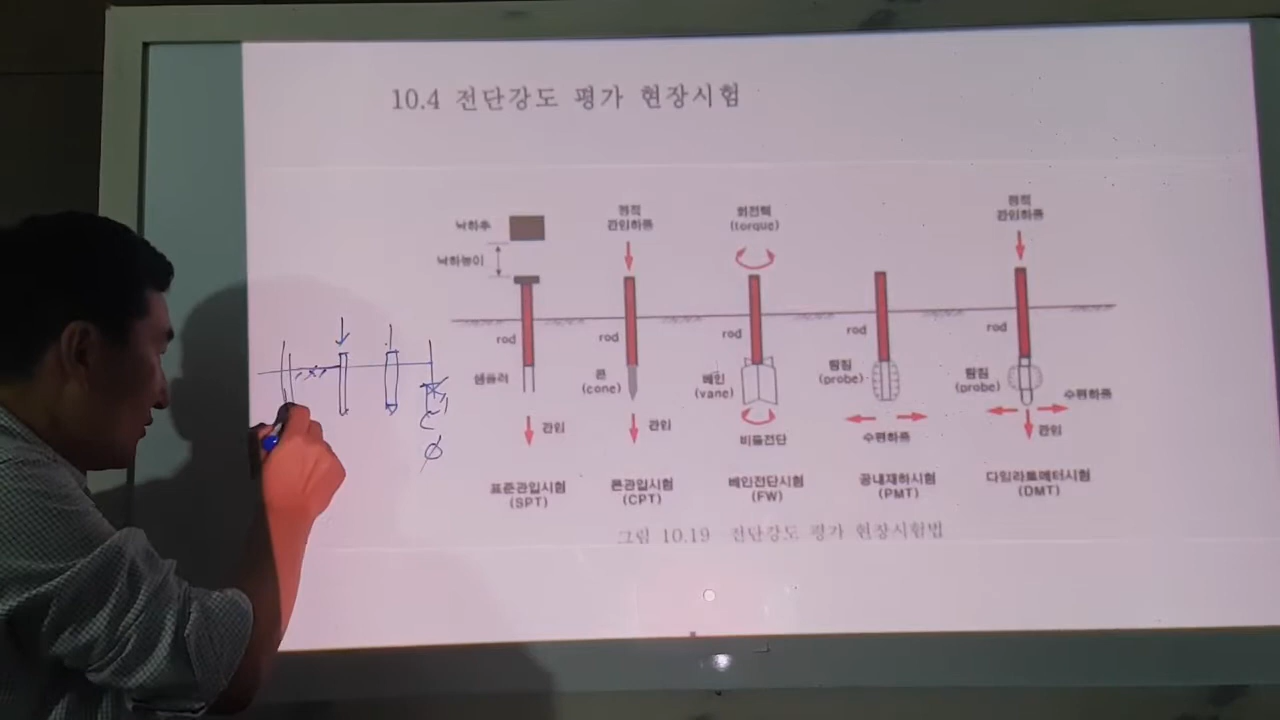 10.4 전단강도 평가 현장시험
낙하추
낙하높이
rod
샘플러
관입
표준관입시험
(SPT)
정적
관입하중
rod
콘
(cone)
관입
콘관입시험
(CPT)
회전력
(torque)
rod
베인
(vane)
비틀전단
베인전단시험
(FW)
rod
탐침
(probe)
수평하중
공내재하시험
(PMT)
정적
관입하중
rod
탐침
(probe)
수평하중
관입
다일라토메터시험
(DMT)
그림 10.19 전단강도 평가 현장시험법
C
ø